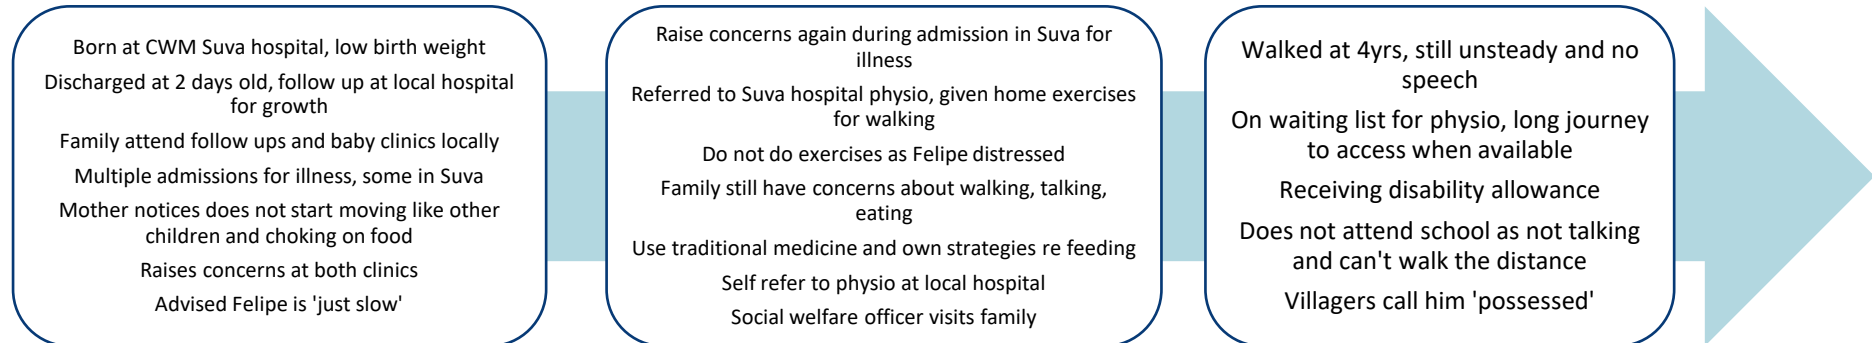 Born at CWM Suva hospital, low birth weight
Discharged at 2 days old, follow up at local hospital
for growth
Family attend follow ups and baby clinics locally
Multiple admissions for illness, some in Suva
Mother notices does not start moving like other
children and choking on food
Raises concerns at both clinics
Advised Felipe is 'just slow'
Raise concerns again during admission in Suva for
illness
Referred to Suva hospital physio, given home exercises
for walking
Do not do exercises as Felipe distressed
Family still have concerns about walking, talking,
eating
Use traditional medicine and own strategies re feeding
Self refer to physio at local hospital
Social welfare officer visits family
Walked at 4yrs, still unsteady and no
speech
On waiting list for physio, long journey
to access when available
Receiving disability allowance
Does not attend school as not talking
and can't walk the distance
Villagers call him 'possessed'